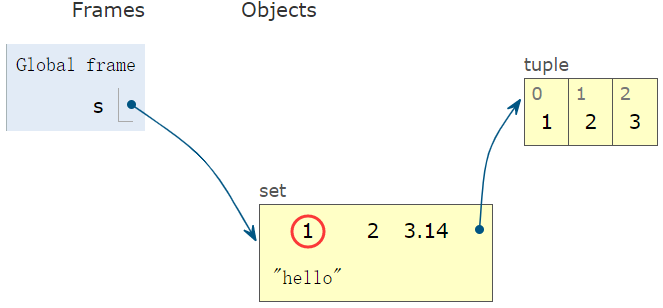 Frames Objects
Global frame
s
tuple
0 1 2
1 2 3
set
1 2 3.14
"hello"